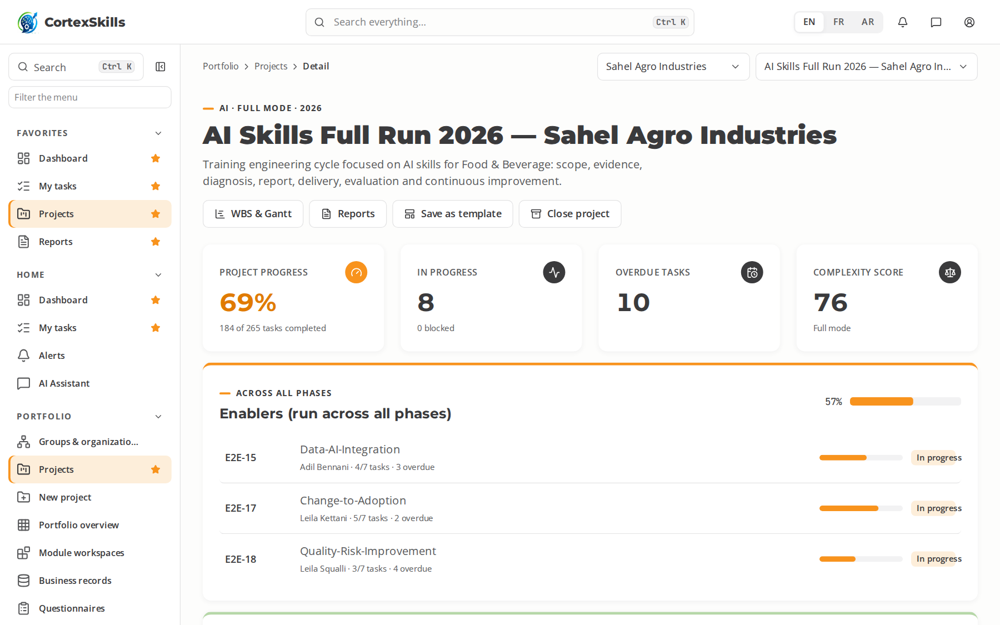 CortexSkills
Search everything...
Ctrl K
EN
FR
AR
Search
Ctrl K
Filter the menu
FAVORITES
Dashboard
My tasks
Projects
Reports
HOME
Dashboard
My tasks
Alerts
AI Assistant
PORTFOLIO
Groups & organizatio...
Projects
New project
Portfolio overview
Module workspaces
Business records
Questionnaires
Portfolio > Projects > Detail
Sahel Agro Industries
AI Skills Full Run 2026 — Sahel Agro In...
AI · FULL MODE · 2026
AI Skills Full Run 2026 — Sahel Agro Industries
Training engineering cycle focused on AI skills for Food & Beverage: scope, evidence,
diagnosis, report, delivery, evaluation and continuous improvement.
WBS & Gantt
Reports
Save as template
Close project
PROJECT PROGRESS
69%
184 of 265 tasks completed
IN PROGRESS
8
0 blocked
OVERDUE TASKS
10
COMPLEXITY SCORE
76
Full mode
ACROSS ALL PHASES
Enablers (run across all phases)
57%
E2E-15
Data-AI-Integration
Adil Bennani · 4/7 tasks · 3 overdue
In progress
E2E-17
Change-to-Adoption
Leila Kettani · 5/7 tasks · 2 overdue
In progress
E2E-18
Quality-Risk-Improvement
Leila Squalli · 3/7 tasks · 4 overdue
In progress